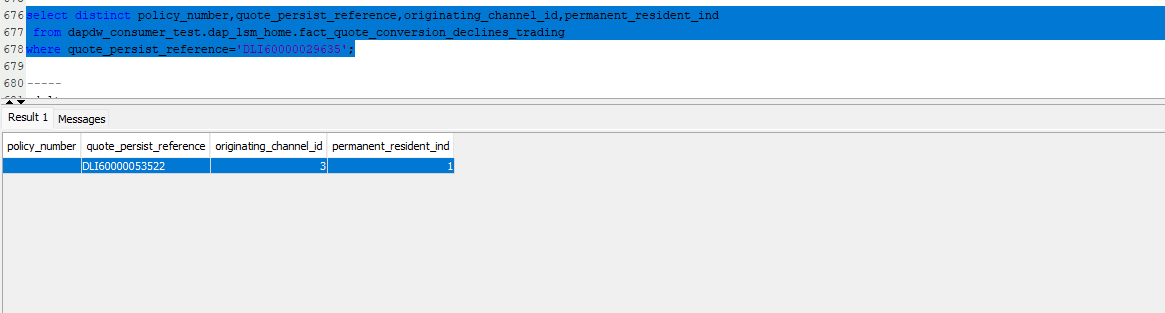 676 select distinct policy_number,quote_persist_reference,originating_channel_id,permanent_resident_ind
677 from dapdw_consumer_test.dap_lsm_home.fact_quote_conversion_declines_trading
678 where quote_persist_reference='DLI60000029635';
679
680 -----
Result 1 Messages
policy_number quote_persist_reference originating_channel_id permanent_resident_ind
DLI60000053522 3 1